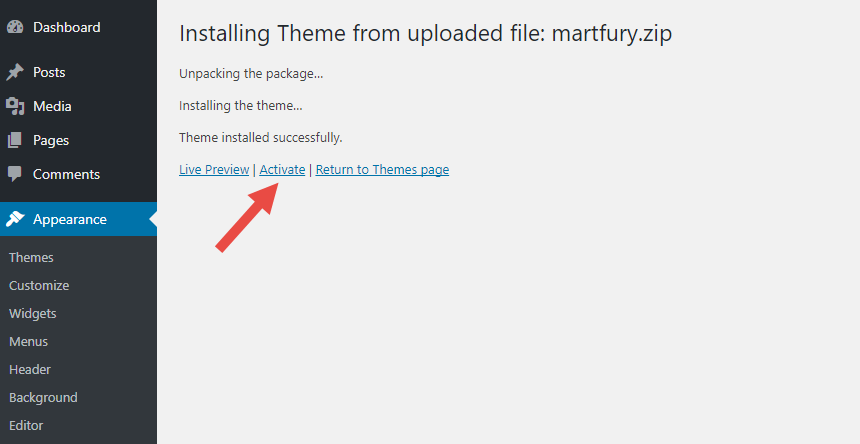 Dashboard
Posts
Media
Pages
Comments
Appearance
Themes
Customize
Widgets
Menus
Header
Background
Editor
Installing Theme from uploaded file: martfury.zip
Unpacking the package...
Installing the theme...
Theme installed successfully.
Live Preview | Activate | Return to Themes page